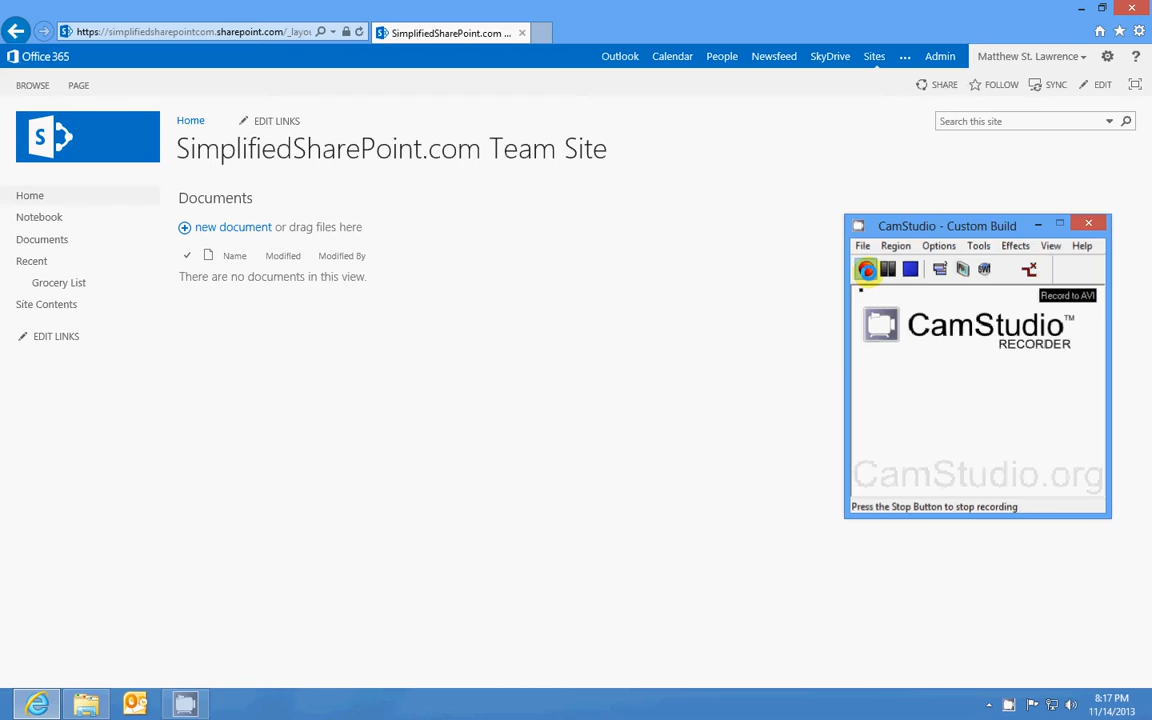 https://simplifiedsharepointcom.sharepoint.com/_layou
SimplifiedSharePoint.com ...
Office 365
Outlook
Calendar
People
Newsfeed
SkyDrive
Sites
...
Admin
Matthew St. Lawrence
?
BROWSE
PAGE
SHARE
FOLLOW
SYNC
EDIT
S
Home
EDIT LINKS
Search this site
SimplifiedSharePoint.com Team Site
Home
Notebook
Documents
Recent
Grocery List
Site Contents
EDIT LINKS
Documents
new document or drag files here
Name
Modified
Modified By
There are no documents in this view.
CamStudio - Custom Build
File
Region
Options
Tools
Effects
View
Help
Record to AVI
CamStudio™
RECORDER
CamStudio.org
Press the Stop Button to stop recording
8:17 PM
11/14/2013